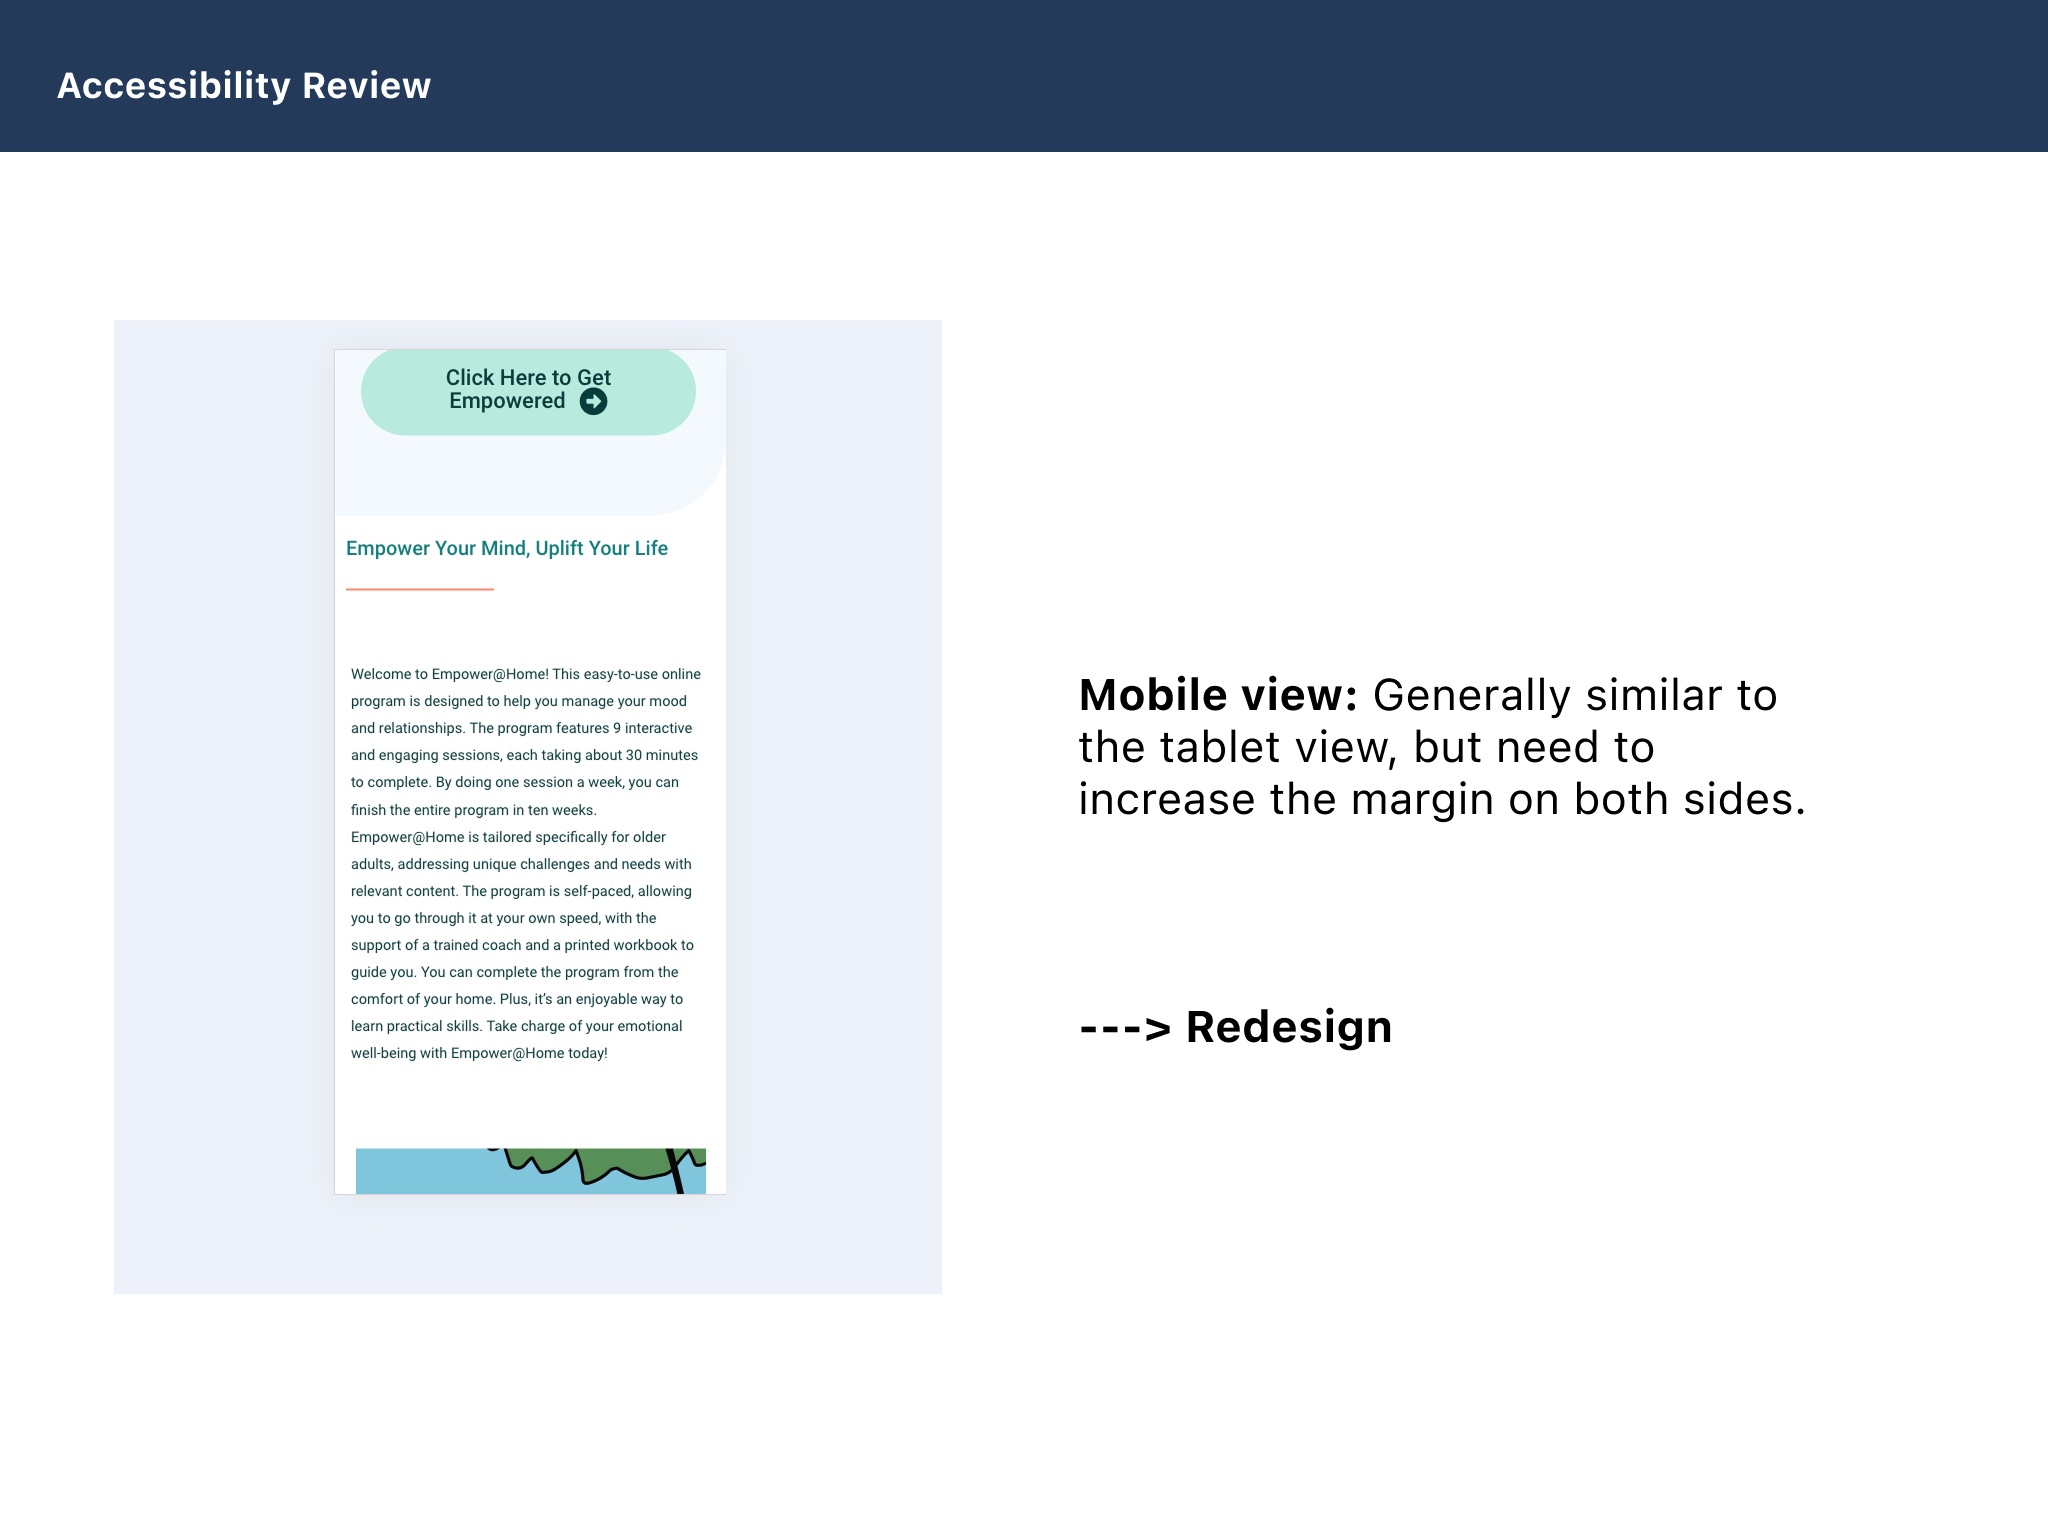 Accessibility Review
Click Here to Get
Empowered
Empower Your Mind, Uplift Your Life
Welcome to Empower@Home! This easy-to-use online
program is designed to help you manage your mood
and relationships. The program features 9 interactive
and engaging sessions, each taking about 30 minutes
to complete. By doing one session a week, you can
finish the entire program in ten weeks.
Empower@Home is tailored specifically for older
adults, addressing unique challenges and needs with
relevant content. The program is self-paced, allowing
you to go through it at your own speed, with the
support of a trained coach and a printed workbook to
guide you. You can complete the program from the
comfort of your home. Plus, it’s an enjoyable way to
learn practical skills. Take charge of your emotional
well-being with Empower@Home today!
Mobile view: Generally similar to
the tablet view, but need to
increase the margin on both sides.
---> Redesign